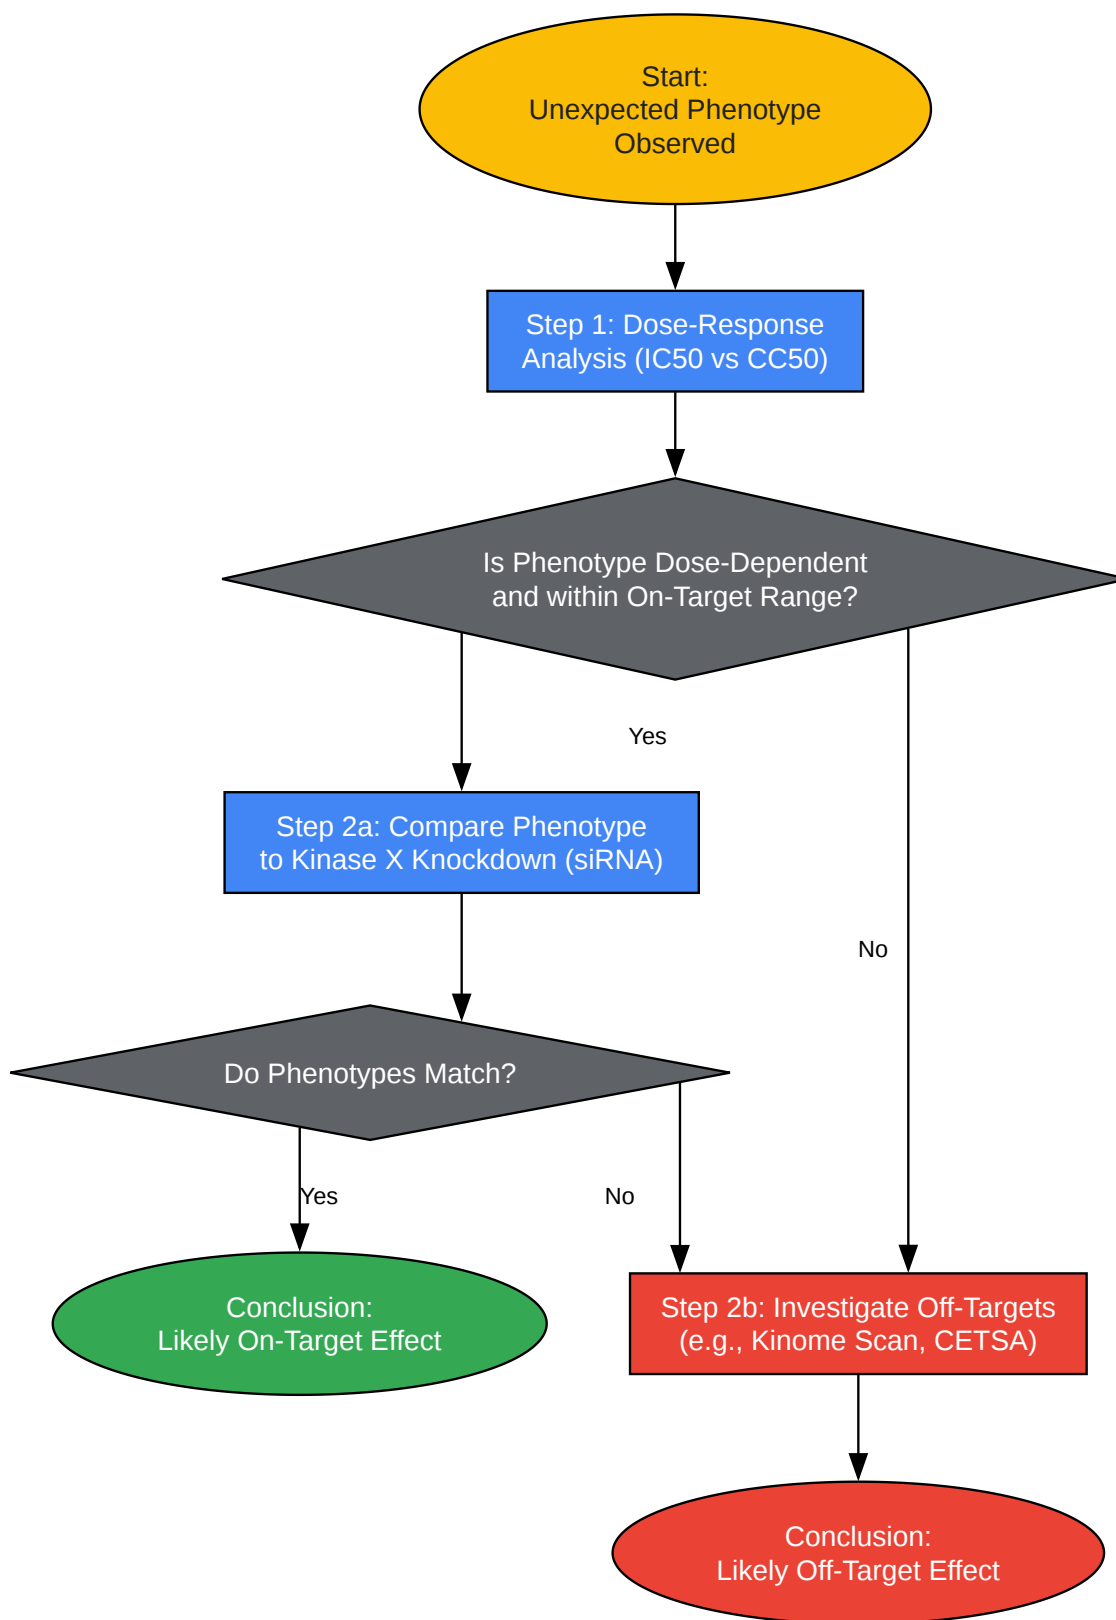 Start:
Unexpected Phenotype
Observed
Step 1: Dose-Response
Analysis (IC50 vs CC50)
Is Phenotype Dose-Dependent
and within On-Target Range?
Yes
Step 2a: Compare Phenotype
to Kinase X Knockdown (siRNA)
No
Do Phenotypes Match?
Yes
No
Conclusion:
Likely On-Target Effect
Step 2b: Investigate Off-Targets
(e.g., Kinome Scan, CETSA)
Conclusion:
Likely Off-Target Effect